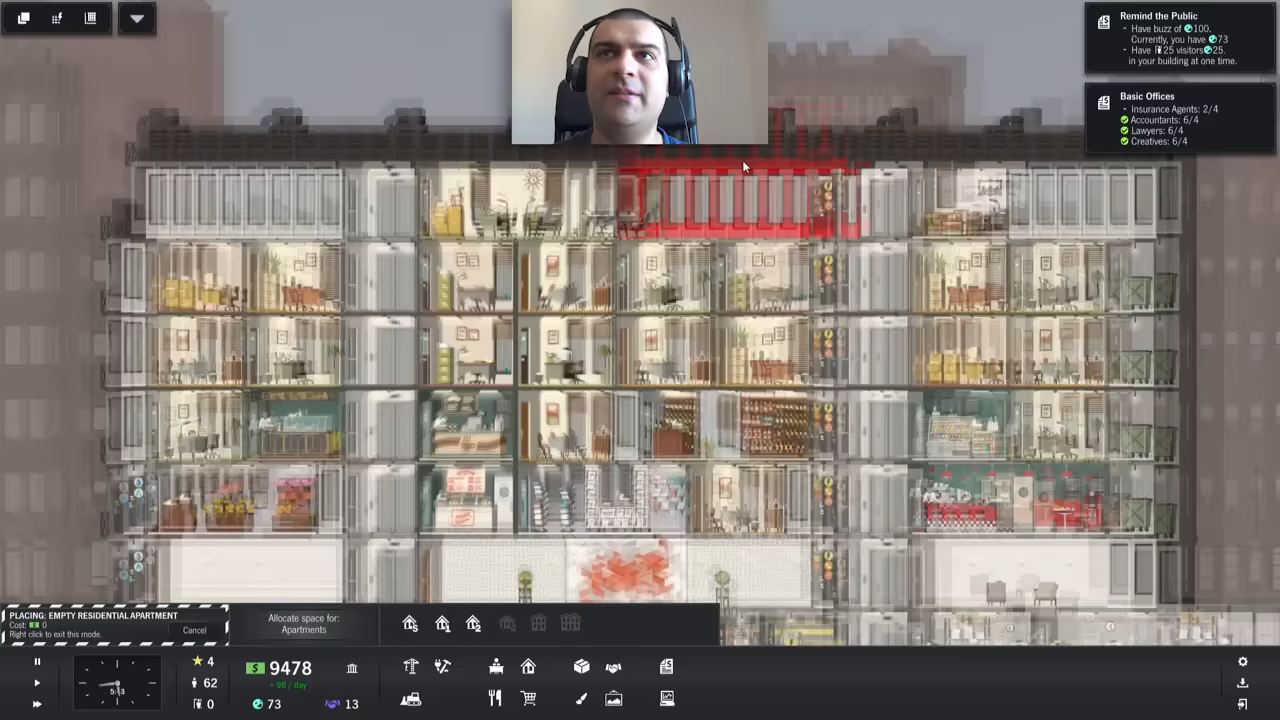 Remind the Public
- Have buzz of 100.
Currently, you have 73
- Have 25 visitors 25.
in your building at one time.
Basic Offices
- Insurance Agents: 2/4
Accountants: 6/4
Lawyers: 6/4
Creatives: 6/4
PLACING: EMPTY RESIDENTIAL APARTMENT
Cost: 0
Right click to exit this mode.
Cancel
Allocate space for:
Apartments
S 1 2
4
62
0
$ 9478
73
13